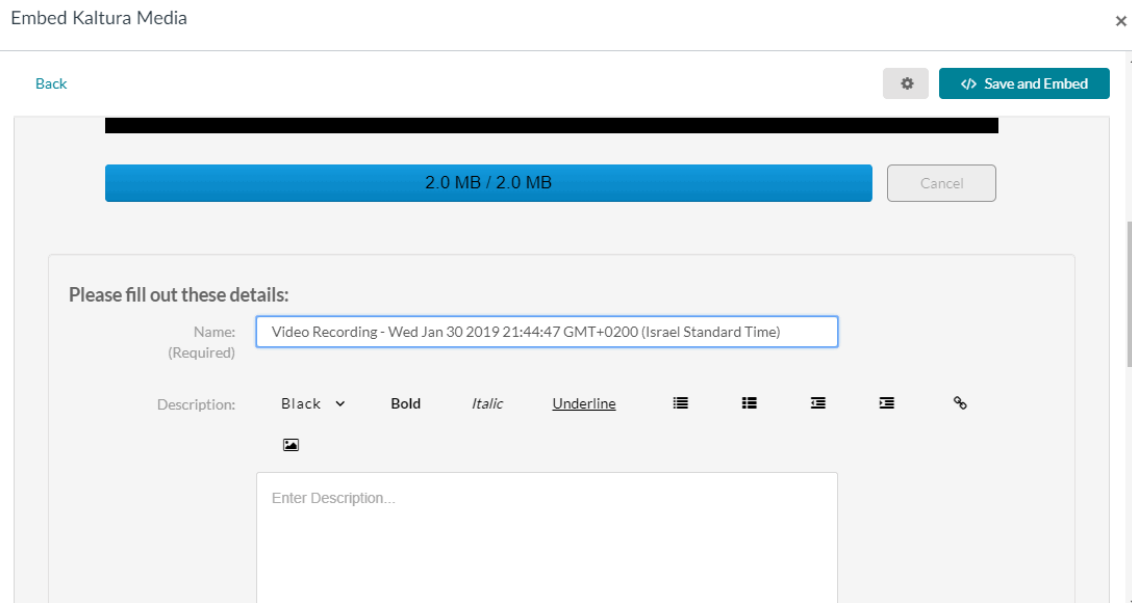 Embed Kaltura Media
×
Back
</> Save and Embed
2.0 MB / 2.0 MB
Cancel
Please fill out these details:
Name:
(Required)
Video Recording - Wed Jan 30 2019 21:44:47 GMT+0200 (Israel Standard Time)
Description:
Black Bold Italic Underline
Enter Description...